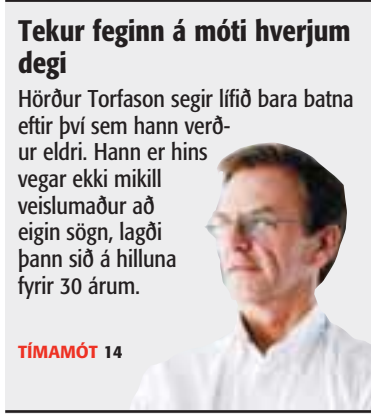 Tekur feginn á móti hverjum
degi
Hörður Torfason segir lífið bara batna
eftir því sem hann verð-
ur eldri. Hann er hins
vegar ekki mikill
veislumaður að
eigin sögn, lagði
þann sið á hilluna
fyrir 30 árum.
TÍMAMÓT 14